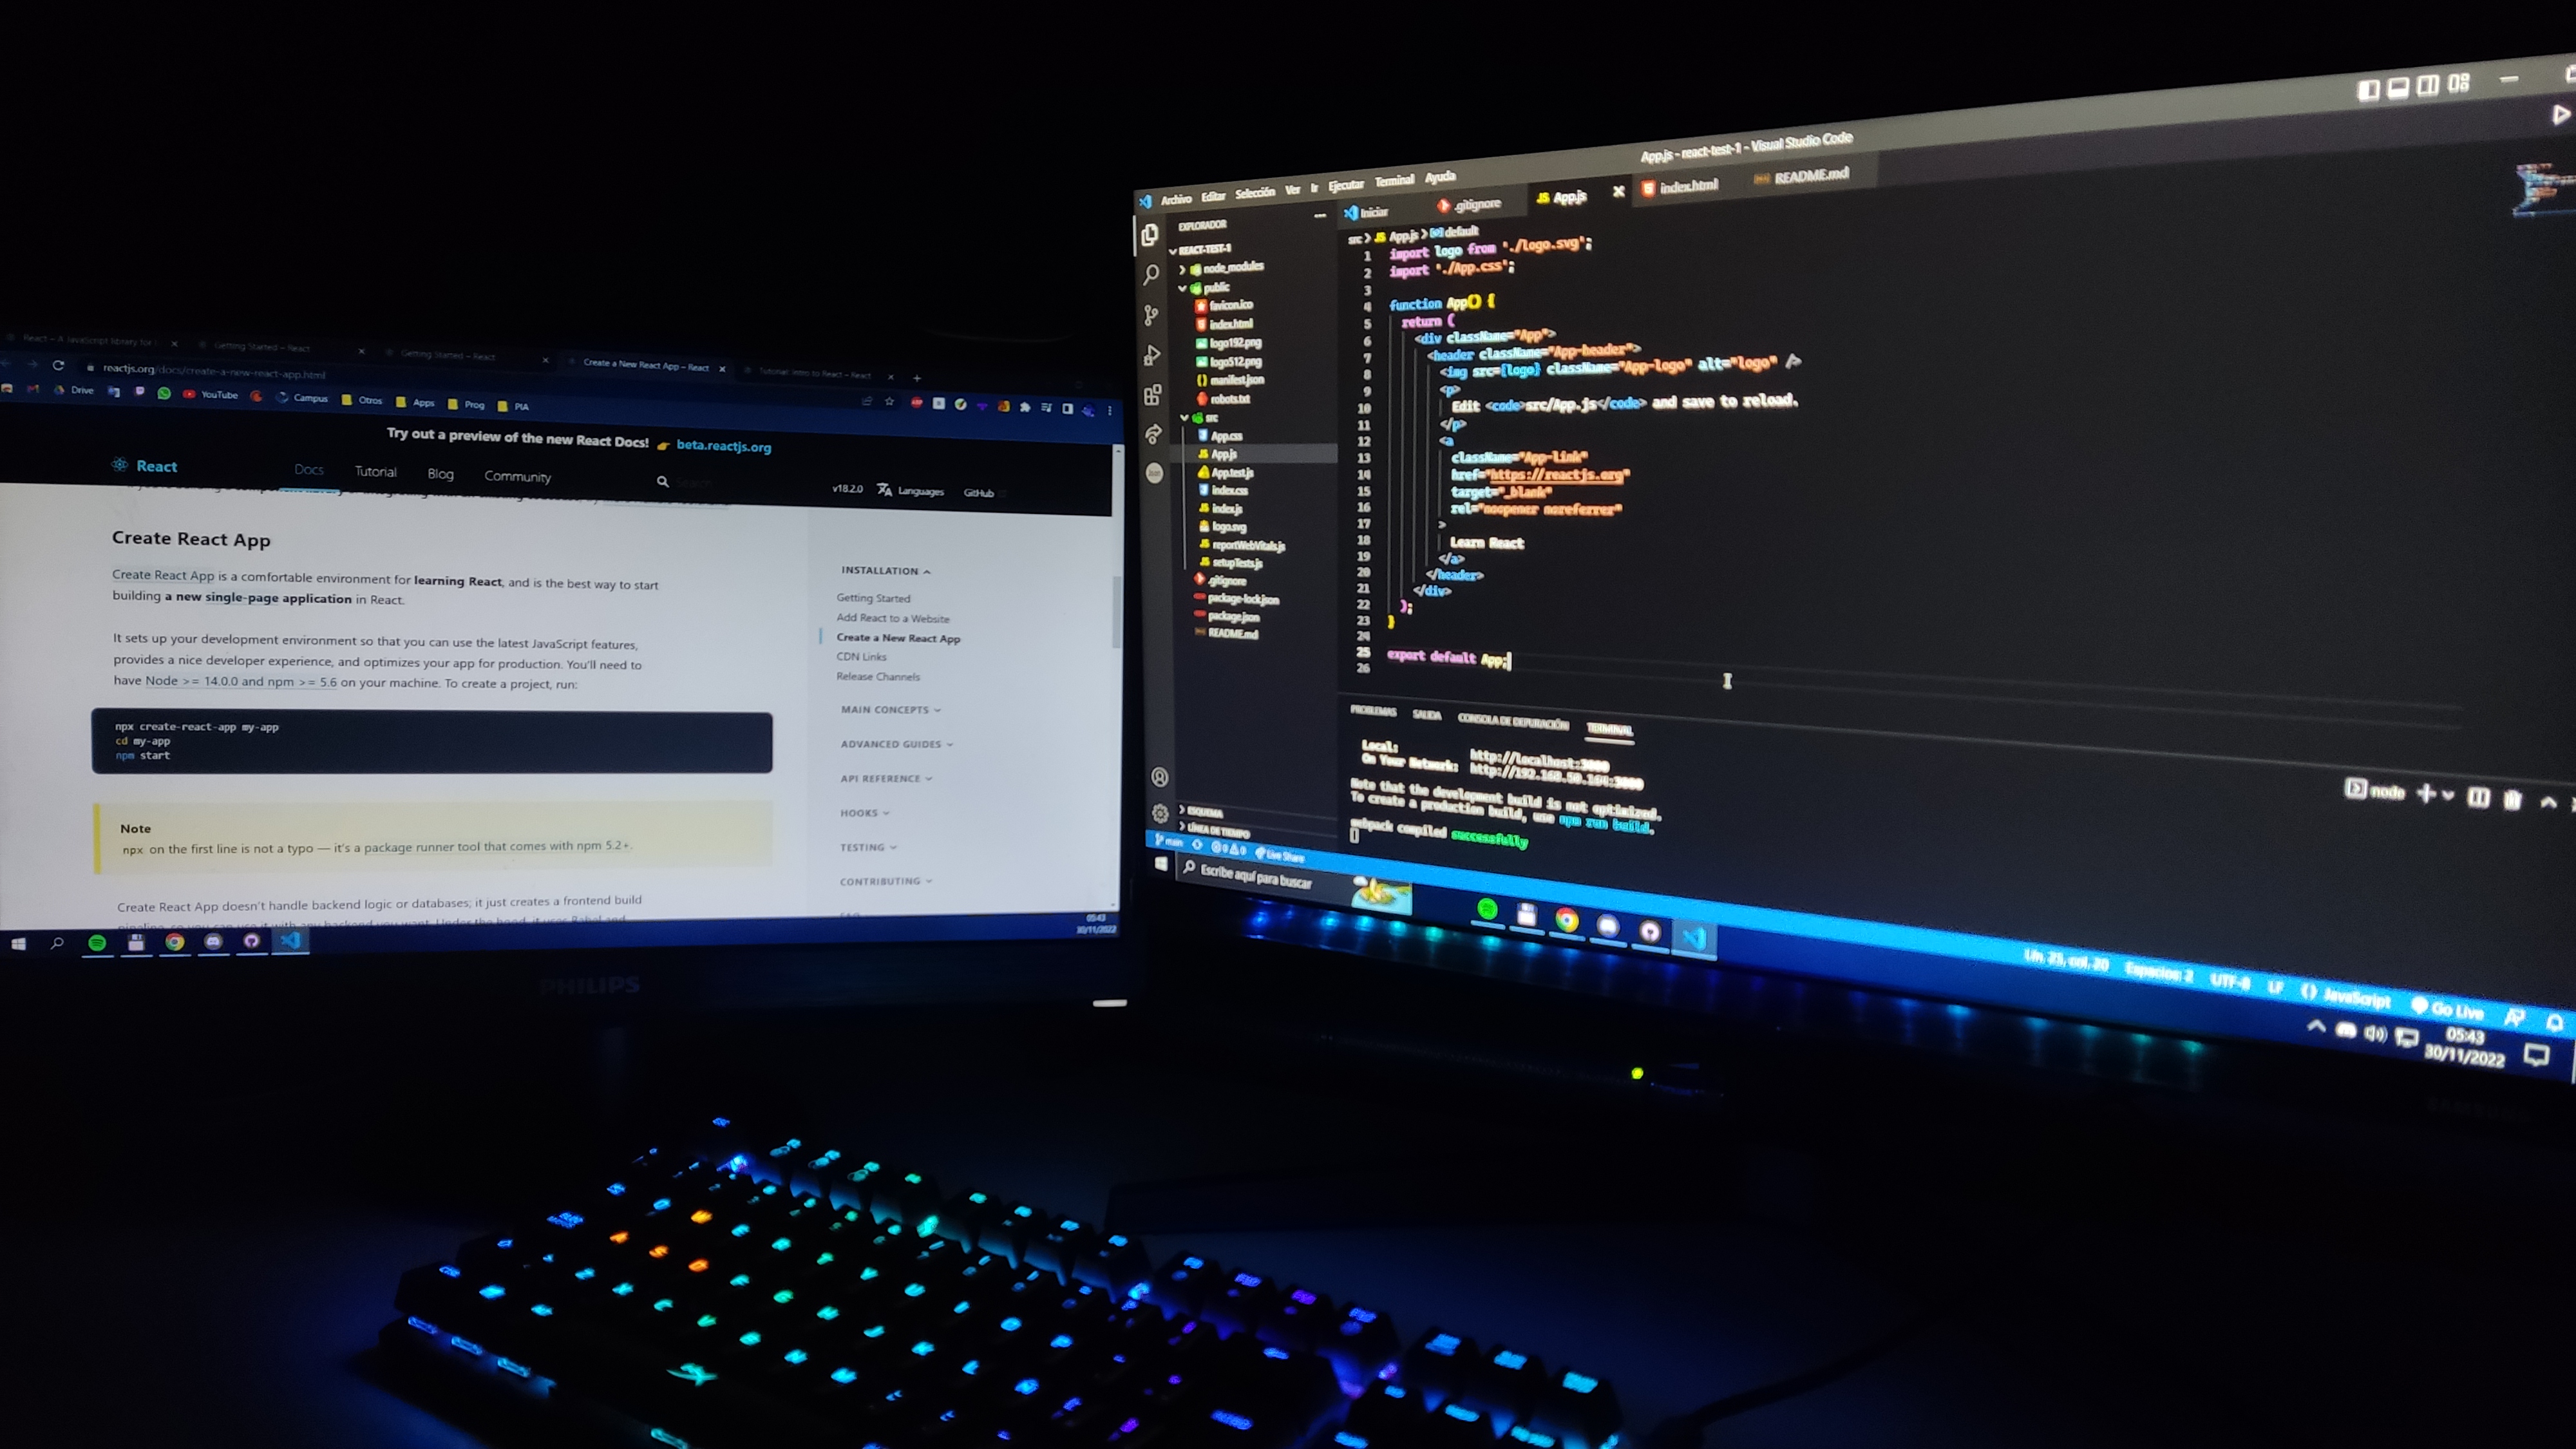 React – A JavaScript library for
Getting Started – React
Getting Started – React
Create a New React App – React
Tutorial: Intro to React – React
reactjs.org/docs/create-a-new-react-app.html
Drive
YouTube
Campus
Otros
Apps
Prog
PIA
Try out a preview of the new React Docs! 👉 beta.reactjs.org
React
Docs
Tutorial
Blog
Community
Search
v18.2.0
Languages
GitHub
Create React App
Create React App is a comfortable environment for learning React, and is the best way to start
building a new single-page application in React.
It sets up your development environment so that you can use the latest JavaScript features,
provides a nice developer experience, and optimizes your app for production. You'll need to
have Node >= 14.0.0 and npm >= 5.6 on your machine. To create a project, run:
npx create-react-app my-app
cd my-app
npm start
Note
npx on the first line is not a typo — it's a package runner tool that comes with npm 5.2+.
Create React App doesn't handle backend logic or databases; it just creates a frontend build
INSTALLATION
Getting Started
Add React to a Website
Create a New React App
CDN Links
Release Channels
MAIN CONCEPTS
ADVANCED GUIDES
API REFERENCE
HOOKS
TESTING
CONTRIBUTING
05:43
30/11/2022
PHILIPS
App.js - react-test-1 - Visual Studio Code
Archivo Editar Selección Ver Ir Ejecutar Terminal Ayuda
EXPLORADOR
REACT-TEST-1
node_modules
public
favicon.ico
index.html
logo192.png
logo512.png
manifest.json
robots.txt
src
App.css
App.js
App.test.js
index.css
index.js
logo.svg
reportWebVitals.js
setupTests.js
.gitignore
package-lock.json
package.json
README.md
ESQUEMA
LÍNEA DE TIEMPO
Iniciar
.gitignore
JS App.js
index.html
README.md
src > JS App.js > default
1 import logo from './logo.svg';
2 import './App.css';
3
4 function App() {
5 return (
6 <div className="App">
7 <header className="App-header">
8 <img src={logo} className="App-logo" alt="logo" />
9 <p>
10 Edit <code>src/App.js</code> and save to reload.
11 </p>
12 <a
13 className="App-link"
14 href="https://reactjs.org"
15 target="_blank"
16 rel="noopener noreferrer"
17 >
18 Learn React
19 </a>
20 </header>
21 </div>
22 );
23 }
24
25 export default App;
26
PROBLEMAS SALIDA CONSOLA DE DEPURACIÓN TERMINAL
node
Local: http://localhost:3000
On Your Network: http://192.168.50.164:3000
Note that the development build is not optimized.
To create a production build, use npm run build.
webpack compiled successfully
main 0 0 Live Share
Lín. 25, col. 20 Espacios: 2 UTF-8 LF {} JavaScript Go Live
Escribe aquí para buscar
05:43
30/11/2022